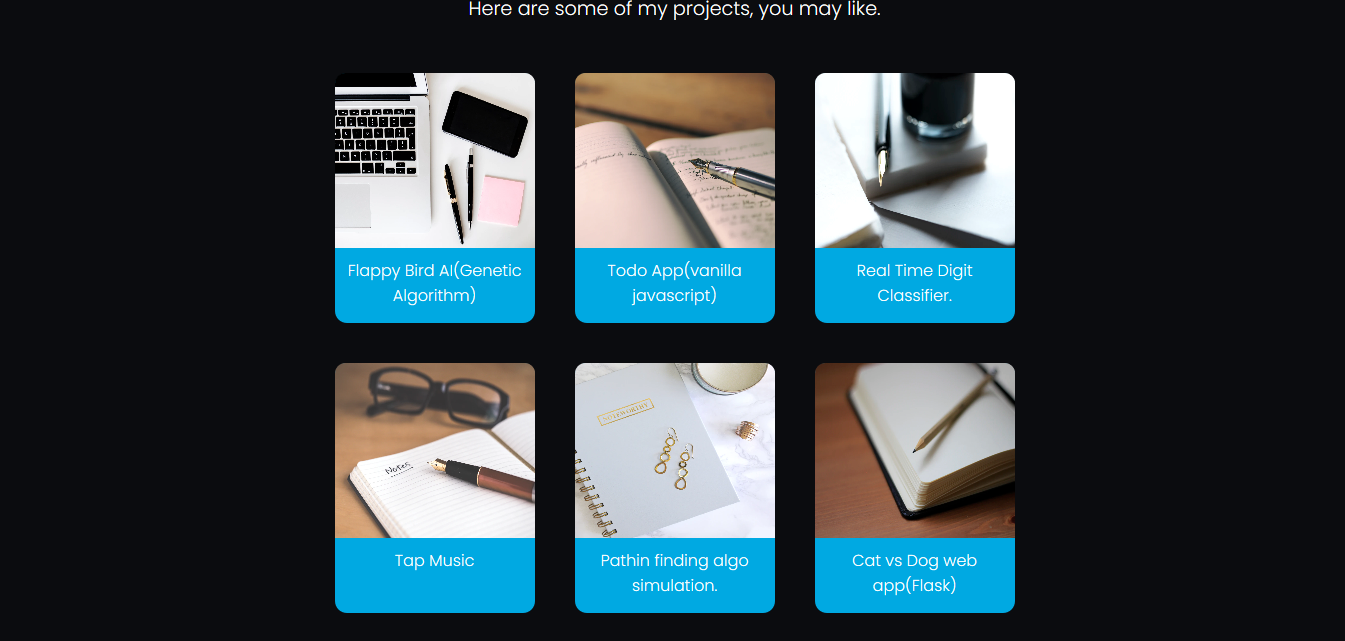 Here are some of my projects, you may like.
Flappy Bird AI(Genetic
Algorithm)
Todo App(vanilla
javascript)
Real Time Digit
Classifier.
Notes
NOTEWORTHY
Tap Music
Pathin finding algo
simulation.
Cat vs Dog web
app(Flask)